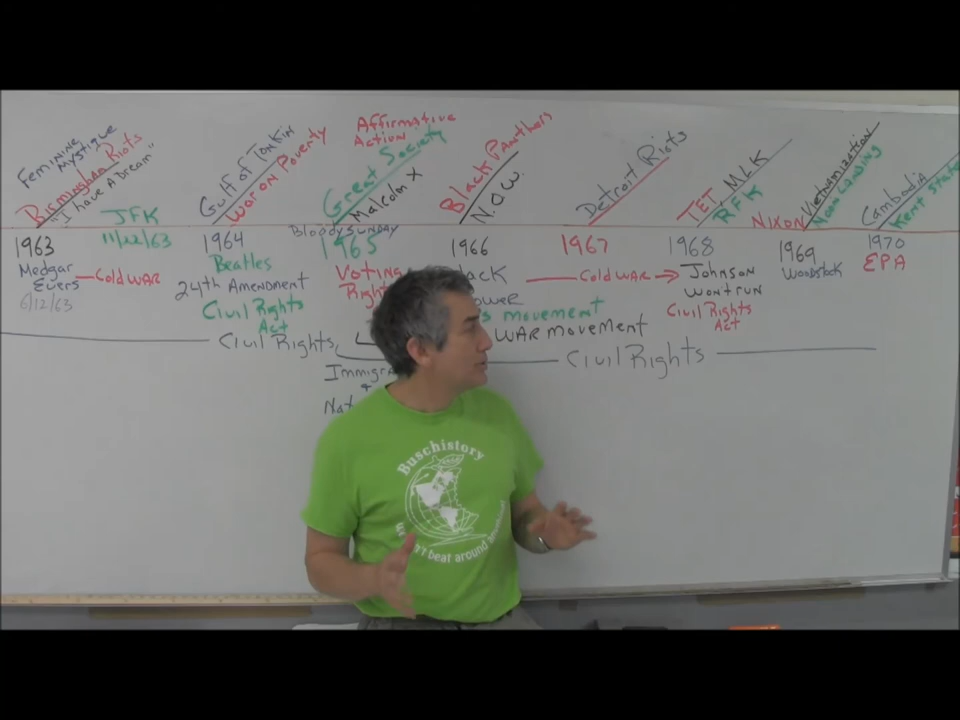 Feminine
Mystique
Birmingham Riots
"I have A Dream"
JFK
11/22/63
1963
Medgar
Evers
6/12/63
Cold WAR
Gulf of Tonkin
War on Poverty
1964
Beatles
24th Amendment
Civil Rights
Act
Affirmative
Action
Great Society
Malcolm X
Bloody SUNDAY
1965
Voting
Black Panthers
N.O.W.
1966
Detroit Riots
1967
Cold WAR
MOVEMENT
WAR MOVEMENT
TET MLK
RFK
1968
Johnson
won't run
Civil Rights
Act
NIXON
Vietnamization
Moon Landing
1969
Woodstock
Cambodia
Kent State
1970
EPA
Civil Rights
Civil Rights
Buschistory